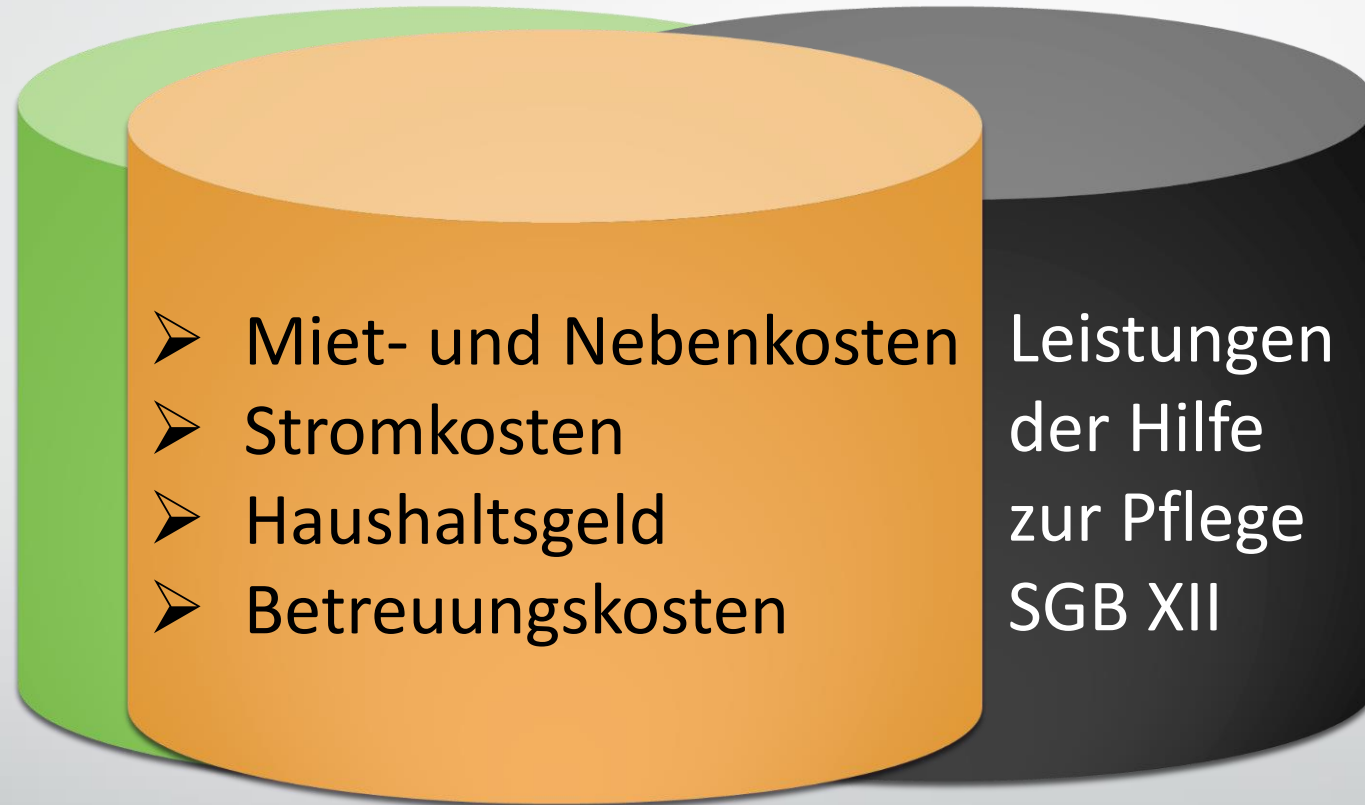 ➢ Miet- und Nebenkosten
➢ Stromkosten
➢ Haushaltsgeld
➢ Betreuungskosten
Leistungen
der Hilfe
zur Pflege
SGB XII